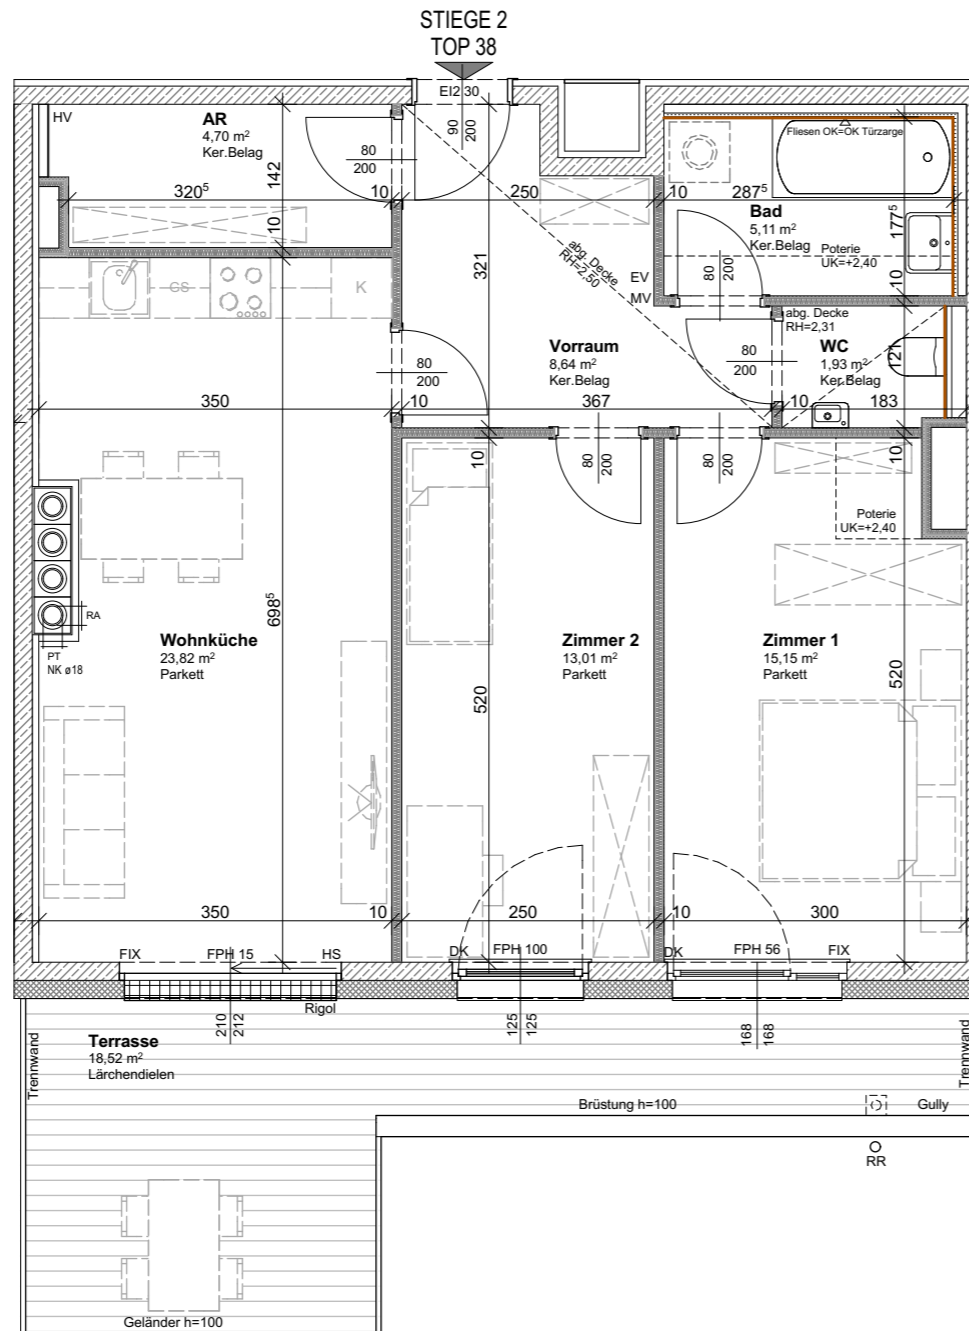 STIEGE 2
TOP 38
EI2 30
90
200
HV
AR
4,70 m²
Ker.Belag
80
200
142
320⁵
10
250
10
287⁵
10
Fliesen OK=OK Türzarge
Bad
5,11 m²
Ker.Belag
177⁵
Poterie
UK=+2,40
10
abg. Decke
RH=2,50
321
EV
MV
80
200
GS
K
80
200
Vorraum
8,64 m²
Ker.Belag
80
200
abg. Decke
RH=2,31
WC
1,93 m²
Ker.Belag
121
350
10
367
10
183
10
80
200
80
200
10
Poterie
UK=+2,40
RA
PT
NK ø18
698⁵
Wohnküche
23,82 m²
Parkett
Zimmer 2
13,01 m²
Parkett
Zimmer 1
15,15 m²
Parkett
520
520
350
10
250
10
300
FIX
FPH 15
HS
DK
FPH 100
DK
FPH 56
FIX
Rigol
210
212
125
125
168
168
Trennwand
Terrasse
18,52 m²
Lärchendielen
Trennwand
Brüstung h=100
Gully
RR
Geländer h=100